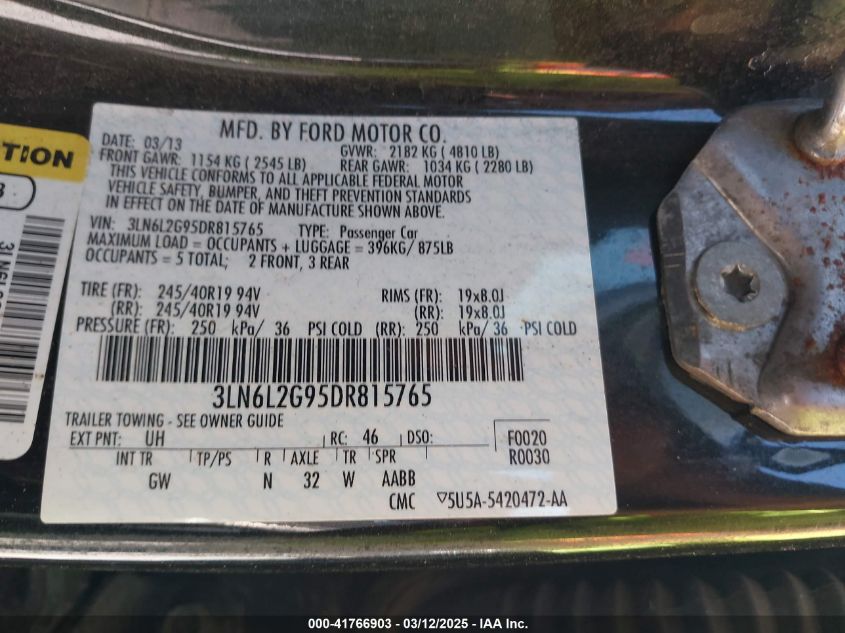 MFD. BY FORD MOTOR CO.
DATE: 03/13 GVWR: 2182 KG ( 4810 LB)
FRONT GAWR: 1154 KG ( 2545 LB) REAR GAWR: 1034 KG ( 2280 LB)
THIS VEHICLE CONFORMS TO ALL APPLICABLE FEDERAL MOTOR
VEHICLE SAFETY, BUMPER, AND THEFT PREVENTION STANDARDS
IN EFFECT ON THE DATE OF MANUFACTURE SHOWN ABOVE.
VIN: 3LN6L2G95DR815765 TYPE: Passenger Car
MAXIMUM LOAD = OCCUPANTS + LUGGAGE = 396KG/ 875LB
OCCUPANTS = 5 TOTAL; 2 FRONT, 3 REAR
TIRE (FR): 245/40R19 94V RIMS (FR): 19x8.0J
(RR): 245/40R19 94V (RR): 19x8.0J
PRESSURE (FR): 250 kPa/ 36 PSI COLD (RR): 250 kPa/ 36 PSI COLD
3LN6L2G95DR815765
TRAILER TOWING - SEE OWNER GUIDE
EXT PNT: UH RC: 46 DSO: F0020
INT TR TP/PS R AXLE TR SPR R0030
GW N 32 W AABB
CMC ▽5U5A-5420472-AA
TION
000-41766903 - 03/12/2025 - IAA Inc.